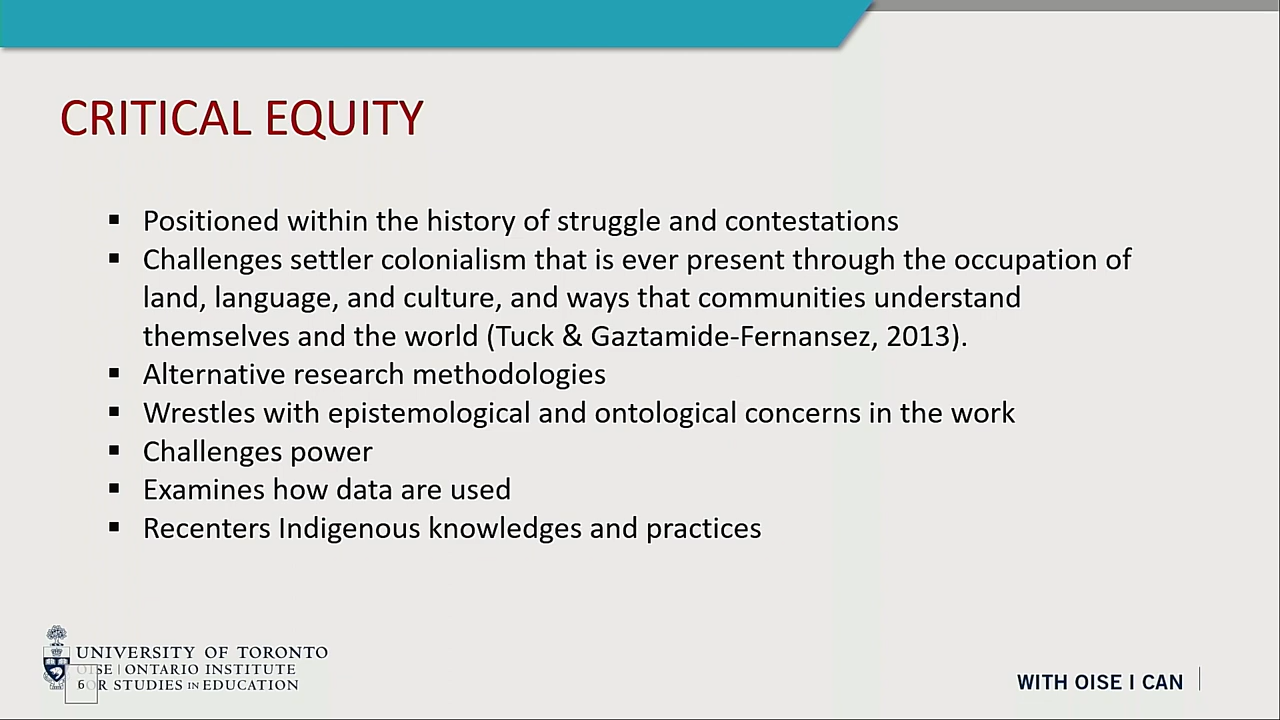 CRITICAL EQUITY
▪ Positioned within the history of struggle and contestations
▪ Challenges settler colonialism that is ever present through the occupation of
land, language, and culture, and ways that communities understand
themselves and the world (Tuck & Gaztamide-Fernansez, 2013).
▪ Alternative research methodologies
▪ Wrestles with epistemological and ontological concerns in the work
▪ Challenges power
▪ Examines how data are used
▪ Recenters Indigenous knowledges and practices
UNIVERSITY OF TORONTO
OISE | ONTARIO INSTITUTE
6
FOR STUDIES IN EDUCATION
WITH OISE I CAN